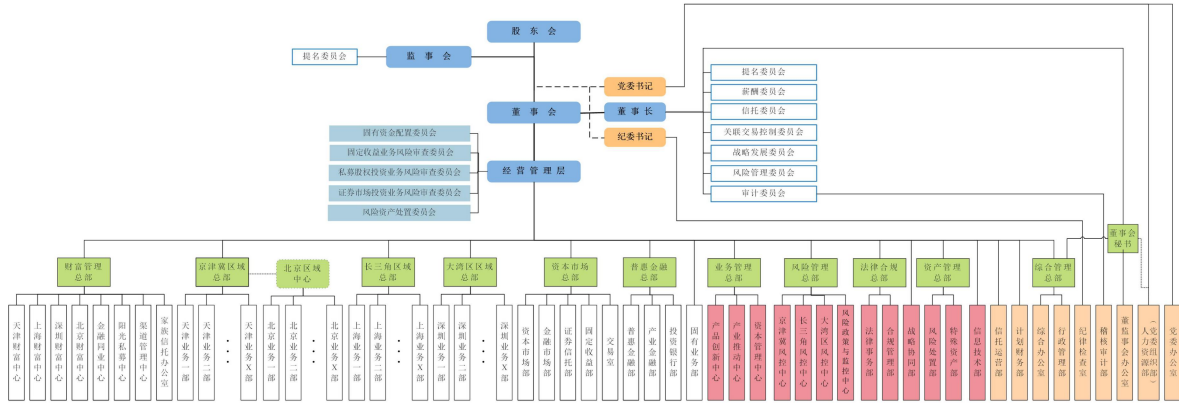 股东会
监事会
提名委员会
党委书记
董事会
董事长
纪委书记
经营管理层
提名委员会
薪酬委员会
信托委员会
关联交易控制委员会
战略发展委员会
风险管理委员会
审计委员会
固有资金配置委员会
固定收益业务风险审查委员会
私募股权投资业务风险审查委员会
证券市场投资业务风险审查委员会
风险资产处置委员会
董事会
秘书
财富管理
总部
京津冀区域
总部
北京区域
中心
长三角区域
总部
大湾区区域
总部
资本市场
总部
普惠金融
总部
业务管理
总部
风险管理
总部
法律合规
总部
资产管理
总部
综合管理
总部
天津财富中心
上海财富中心
深圳财富中心
北京财富中心
金融同业中心
阳光私募中心
渠道管理中心
家族信托办公室
天津业务一部
天津业务二部
...
天津业务X部
北京业务一部
北京业务二部
...
北京业务X部
上海业务一部
上海业务二部
...
上海业务X部
深圳业务一部
深圳业务二部
...
深圳业务X部
资本市场部
金融市场部
证券信托部
固定收益部
交易室
普惠金融部
产业金融部
投资银行部
固有业务部
产品创新中心
产业推动中心
资本管理中心
京津冀风控中心
长三角风控中心
大湾区风控中心
风险政策与监控中心
法律事务部
合规管理部
战略协同部
风险处置部
特殊资产部
信息技术部
信托运营部
计划财务部
综合办公室
行政管理部
纪律检查室
稽核审计部
董监事会办公室
人力资源部
（党委组织部）
党委办公室